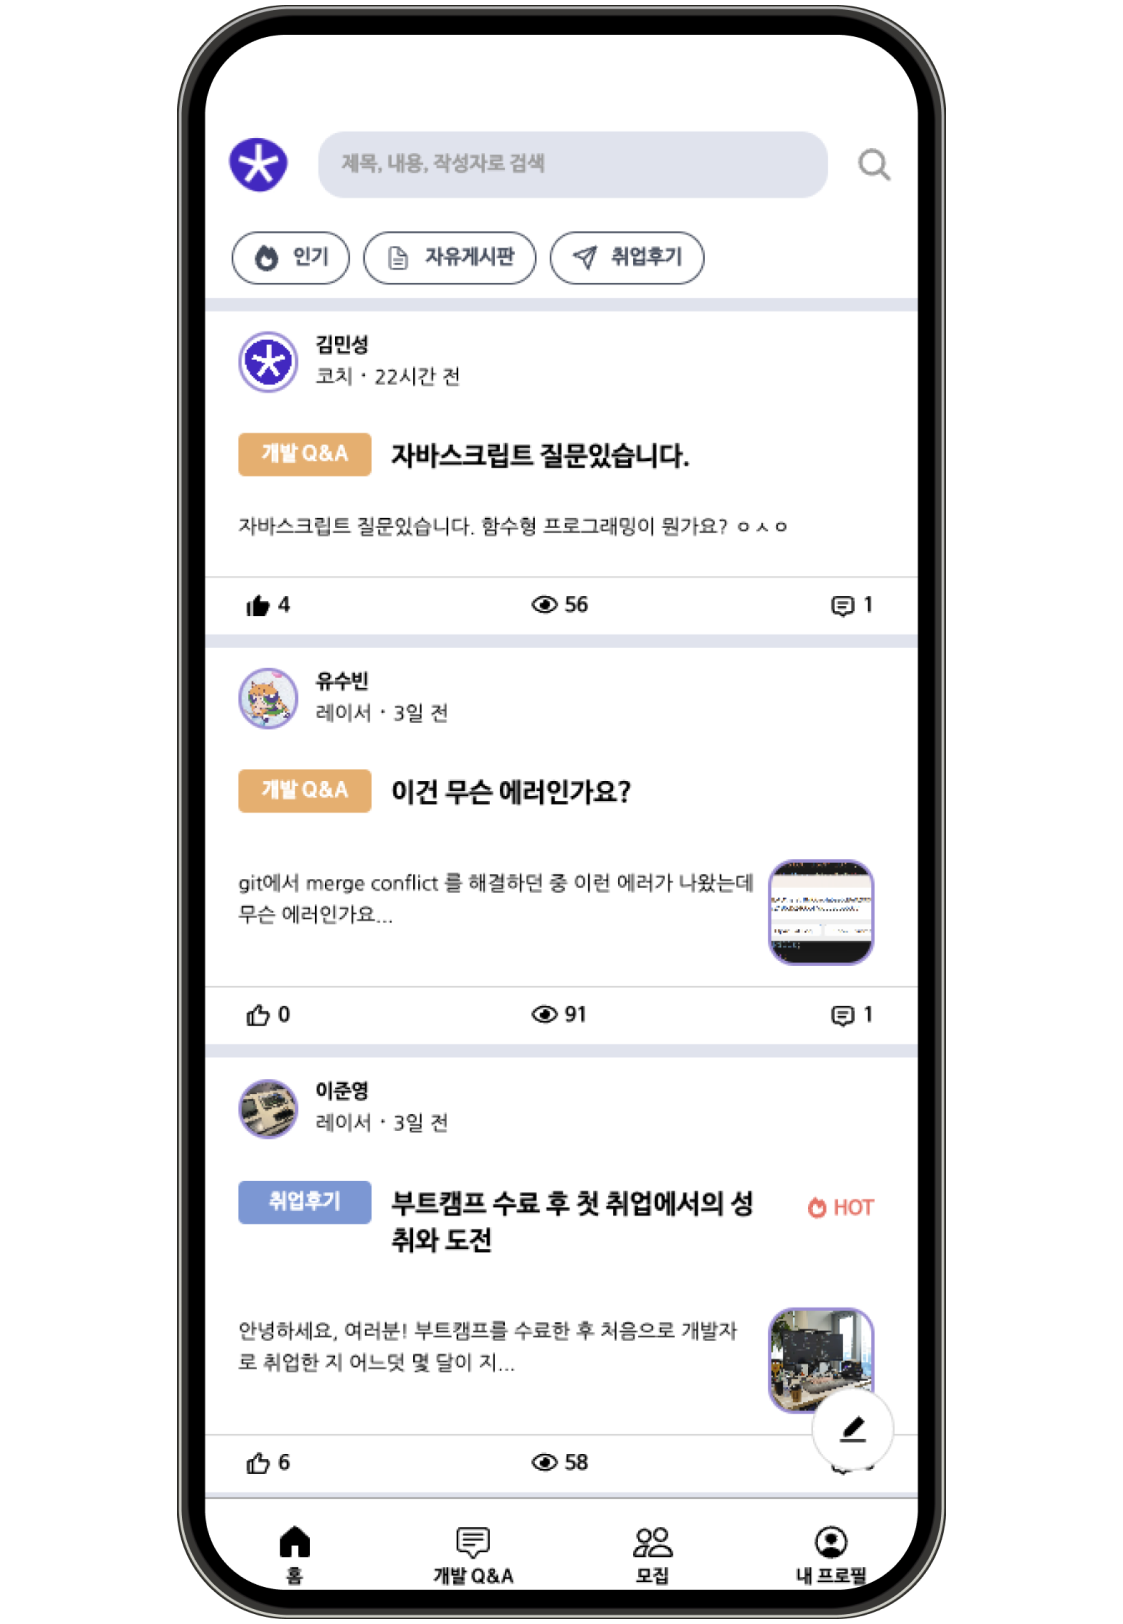 제목, 내용, 작성자로 검색
인기
자유게시판
취업후기
김민성
코치 · 22시간 전
개발 Q&A
자바스크립트 질문있습니다.
자바스크립트 질문있습니다. 함수형 프로그래밍이 뭔가요? ㅇㅅㅇ
4
56
1
유수빈
레이서 · 3일 전
개발 Q&A
이건 무슨 에러인가요?
git에서 merge conflict 를 해결하던 중 이런 에러가 나왔는데
무슨 에러인가요...
0
91
1
이준영
레이서 · 3일 전
취업후기
부트캠프 수료 후 첫 취업에서의 성
취와 도전
HOT
안녕하세요, 여러분! 부트캠프를 수료한 후 처음으로 개발자
로 취업한 지 어느덧 몇 달이 지...
6
58
홈
개발 Q&A
모집
내 프로필